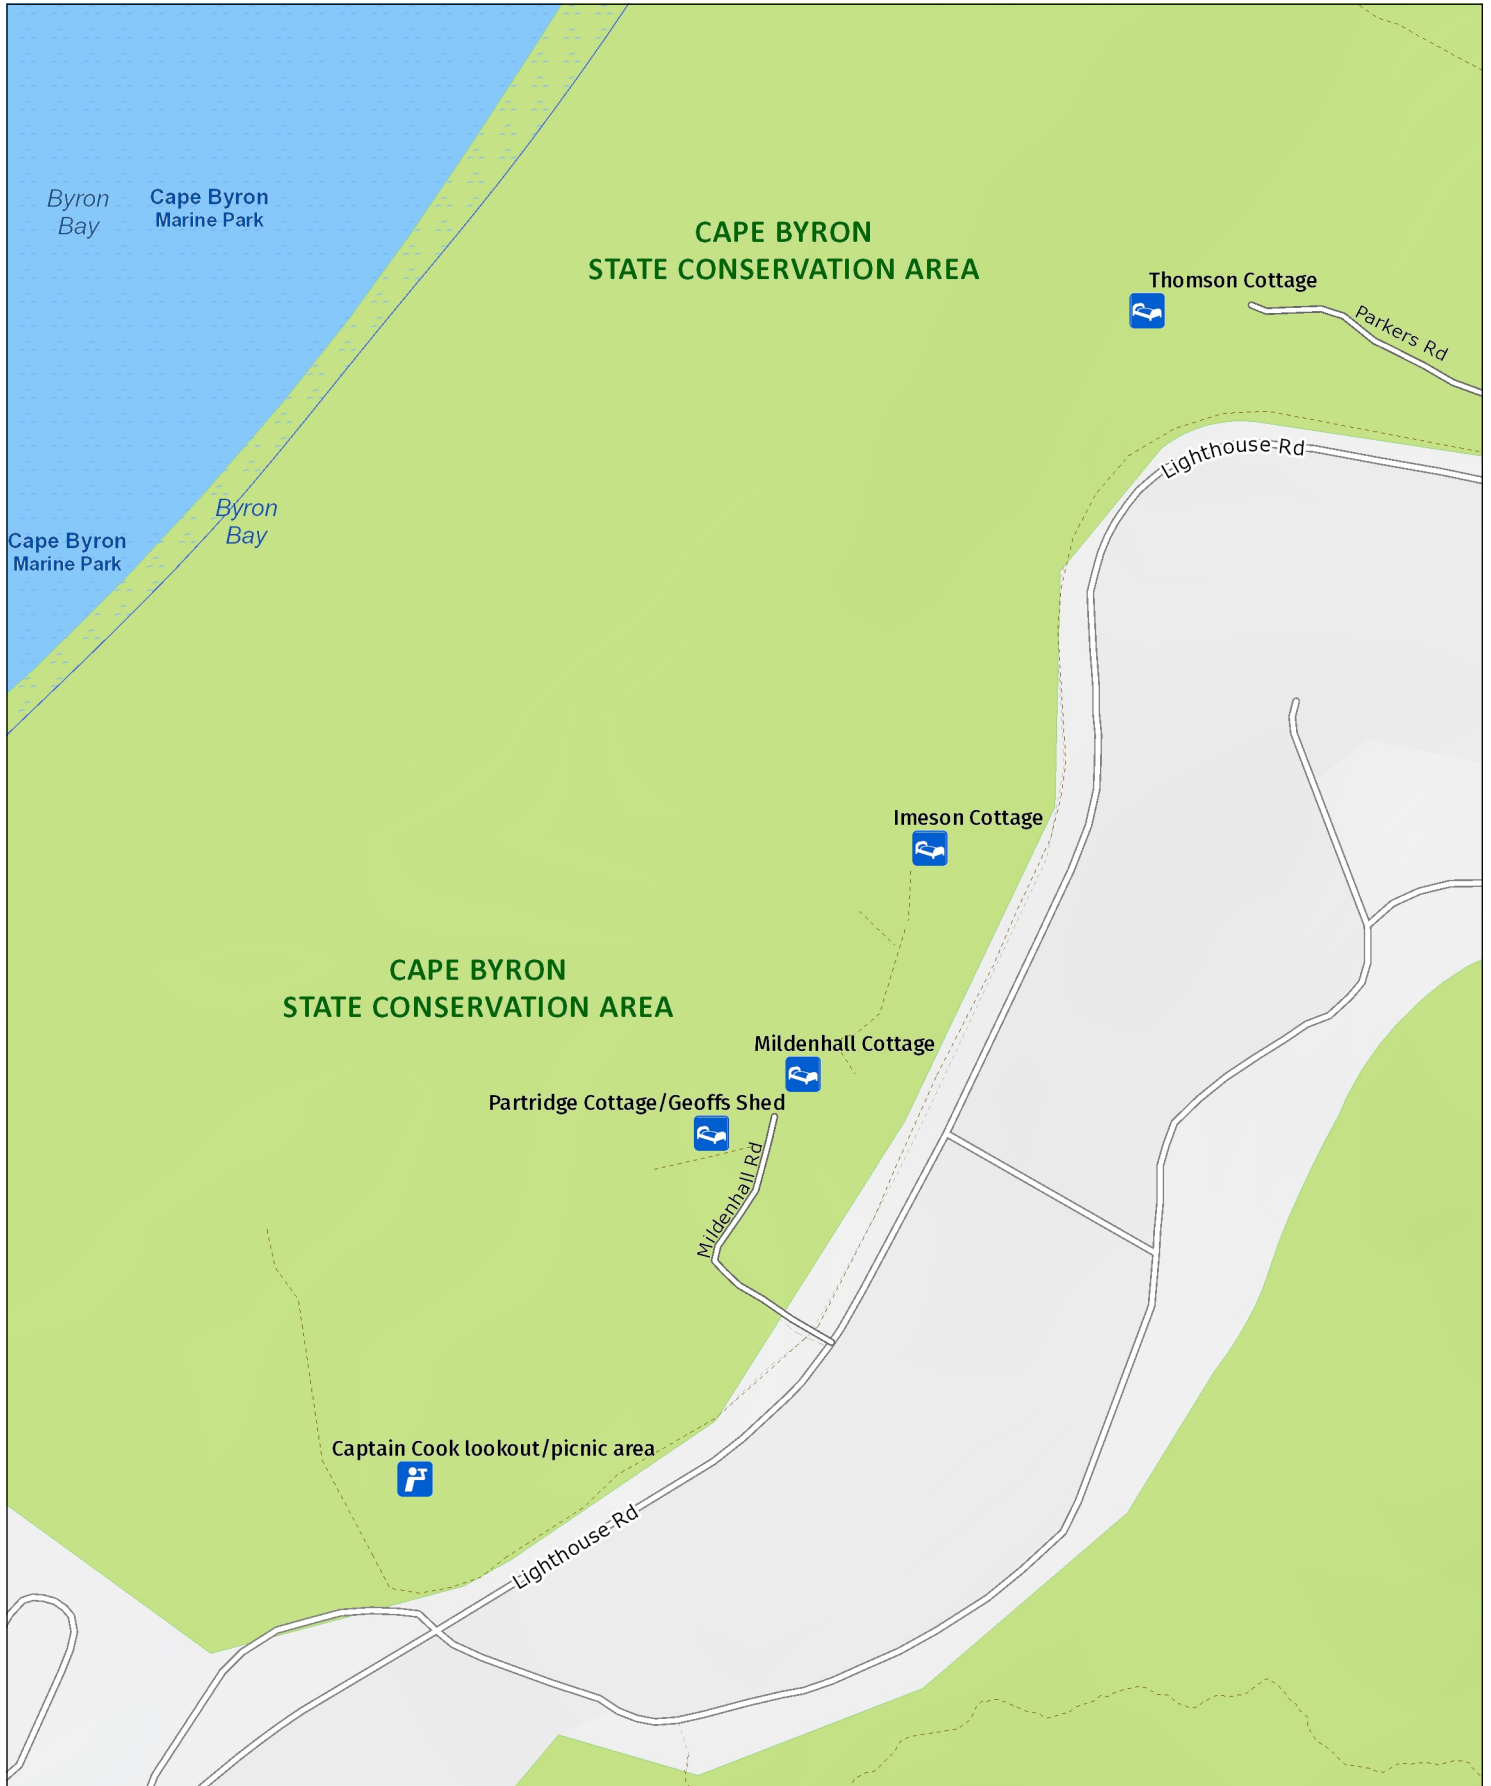 Byron
Bay
Cape Byron
Marine Park
CAPE BYRON
STATE CONSERVATION AREA
Thomson Cottage
Parkers Rd
Lighthouse Rd
Byron
Bay
Cape Byron
Marine Park
Imeson Cottage
CAPE BYRON
STATE CONSERVATION AREA
Mildenhall Cottage
Partridge Cottage/Geoffs Shed
Mildenhall Rd
Captain Cook lookout/picnic area
Lighthouse Rd